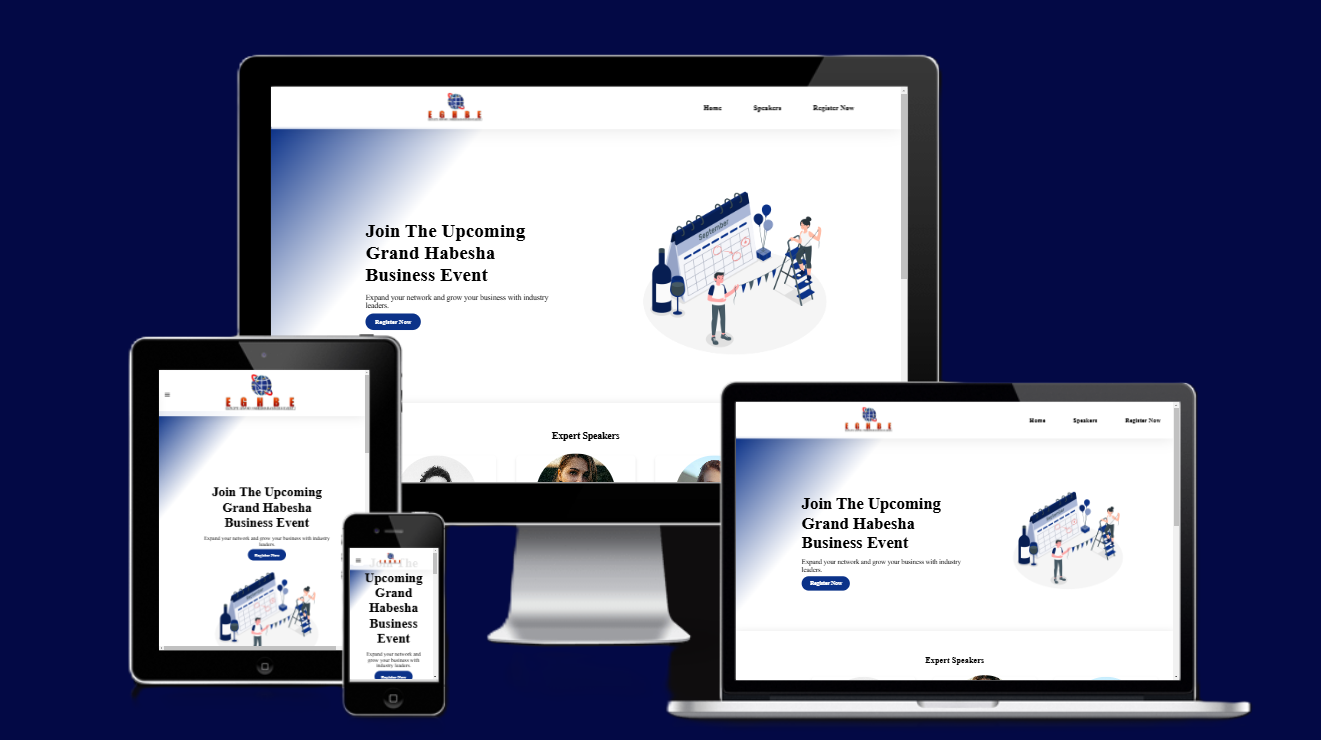 E G H B E
Home Speakers Register Now
September
Join The Upcoming
Grand Habesha
Business Event
Expand your network and grow your business with industry
leaders.
Register Now
Expert Speakers
E G H B E
Join The Upcoming
Grand Habesha
Business Event
Expand your network and grow your business with industry
leaders.
Register Now
E G H B E
Join The
Upcoming
Grand
Habesha
Business
Event
Expand your network and
grow your business with
industry leaders.
Register Now
E G H B E
Home Speakers Register Now
Join The Upcoming
Grand Habesha
Business Event
Expand your network and grow your business with industry
leaders.
Register Now
Expert Speakers